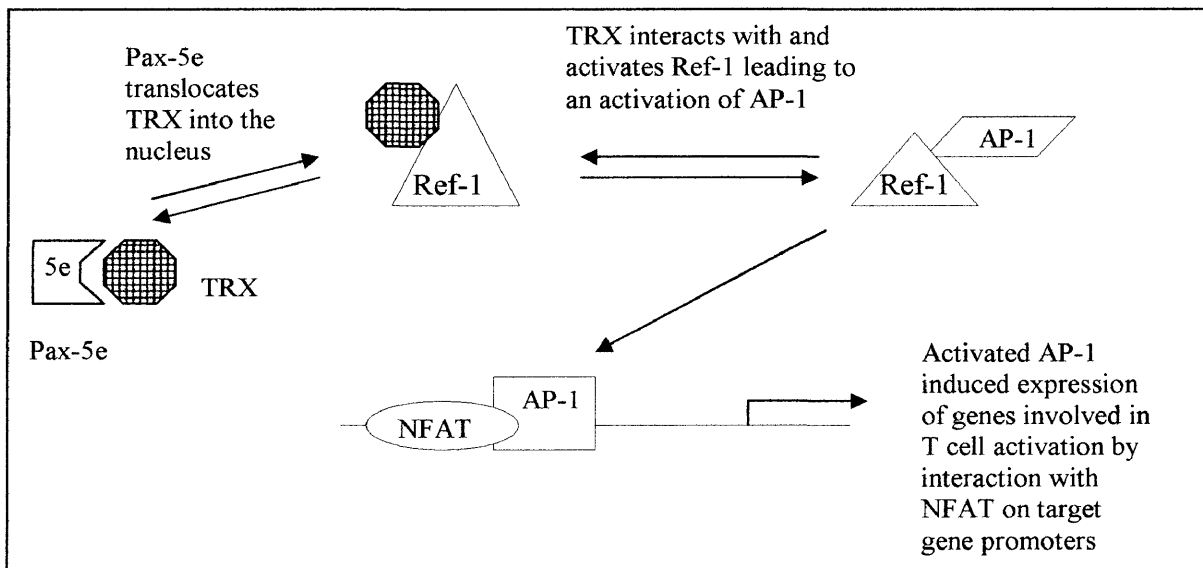 Pax-5e
translocates
TRX into the
nucleus
TRX interacts with and
activates Ref-1 leading to
an activation of AP-1
Ref-1
AP-1
Ref-1
5e
TRX
Pax-5e
NFAT
AP-1
Activated AP-1
induced expression
of genes involved in
T cell activation by
interaction with
NFAT on target
gene promoters